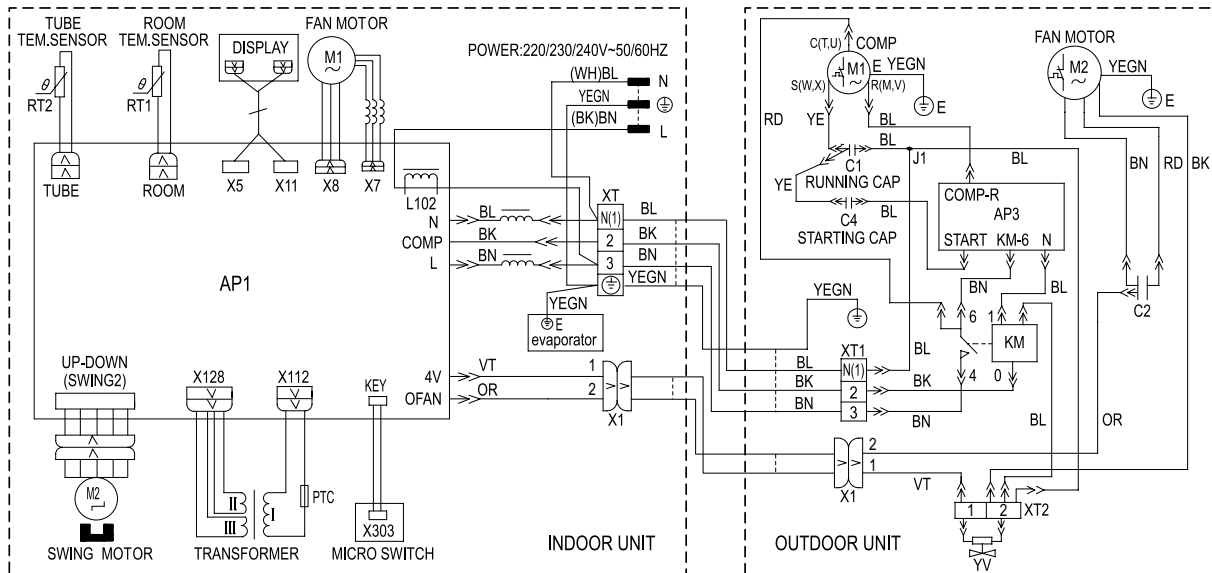 TUBE
TEM.SENSOR
ROOM
TEM.SENSOR
FAN MOTOR
DISPLAY
M1
~
POWER:220/230/240V~50/60HZ
(WH)BL
N
YEGN
(BK)BN
L
θ
RT2
θ
RT1
TUBE
ROOM
X5
X11
X8
X7
L102
XT
N
BL
N(1)
BL
COMP
BK
2
BK
L
BN
3
BN
YEGN
AP1
YEGN
E
evaporator
UP-DOWN
(SWING2)
X128
X112
KEY
4V
VT
1
OFAN
OR
2
X1
M2
II
III
I
PTC
X303
SWING MOTOR
TRANSFORMER
MICRO SWITCH
INDOOR UNIT
C(T,U)
COMP
M1
~
E
YEGN
S(W,X)
R(M,V)
E
FAN MOTOR
M2
~
YEGN
E
RD
YE
BL
BL
J1
BL
C1
RUNNING CAP
YE
C4
BL
STARTING CAP
COMP-R
AP3
START
KM-6
N
BN
RD
BK
BN
BL
C2
YEGN
6
1
KM
XT1
BL
N(1)
BL
BK
2
BK
4
0
BN
3
BN
BL
OR
2
1
X1
VT
1
2
XT2
YV
OUTDOOR UNIT